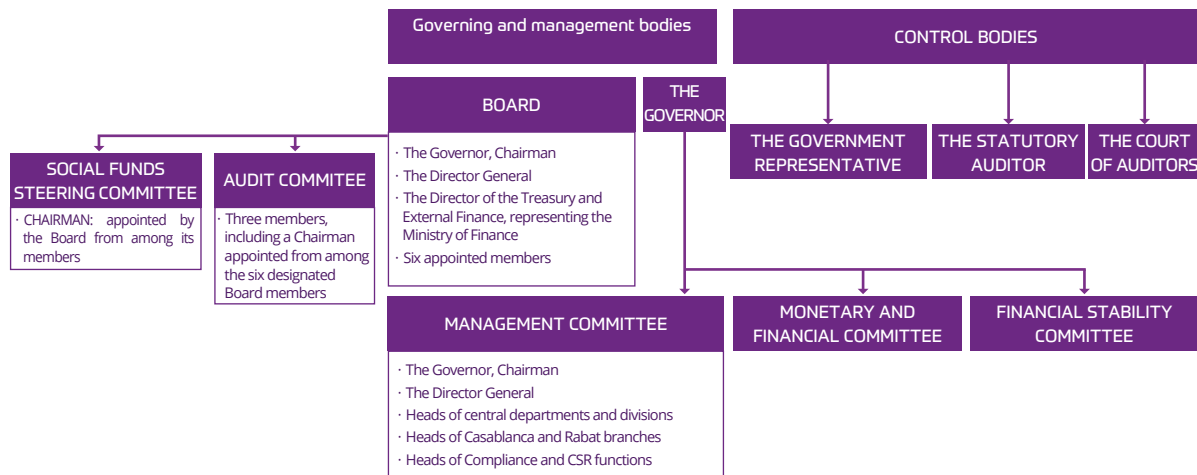 Governing and management bodies
CONTROL BODIES
BOARD
· The Governor, Chairman
· The Director General
· The Director of the Treasury and
External Finance, representing the
Ministry of Finance
· Six appointed members
THE
GOVERNOR
THE GOVERNMENT
REPRESENTATIVE
THE STATUTORY
AUDITOR
THE COURT
OF AUDITORS
SOCIAL FUNDS
STEERING COMMITTEE
· CHAIRMAN: appointed by
the Board from among its
members
AUDIT COMMITEE
· Three members,
including a Chairman
appointed from among
the six designated
Board members
MANAGEMENT COMMITTEE
· The Governor, Chairman
· The Director General
· Heads of central departments and divisions
· Heads of Casablanca and Rabat branches
· Heads of Compliance and CSR functions
MONETARY AND
FINANCIAL COMMITTEE
FINANCIAL STABILITY
COMMITTEE